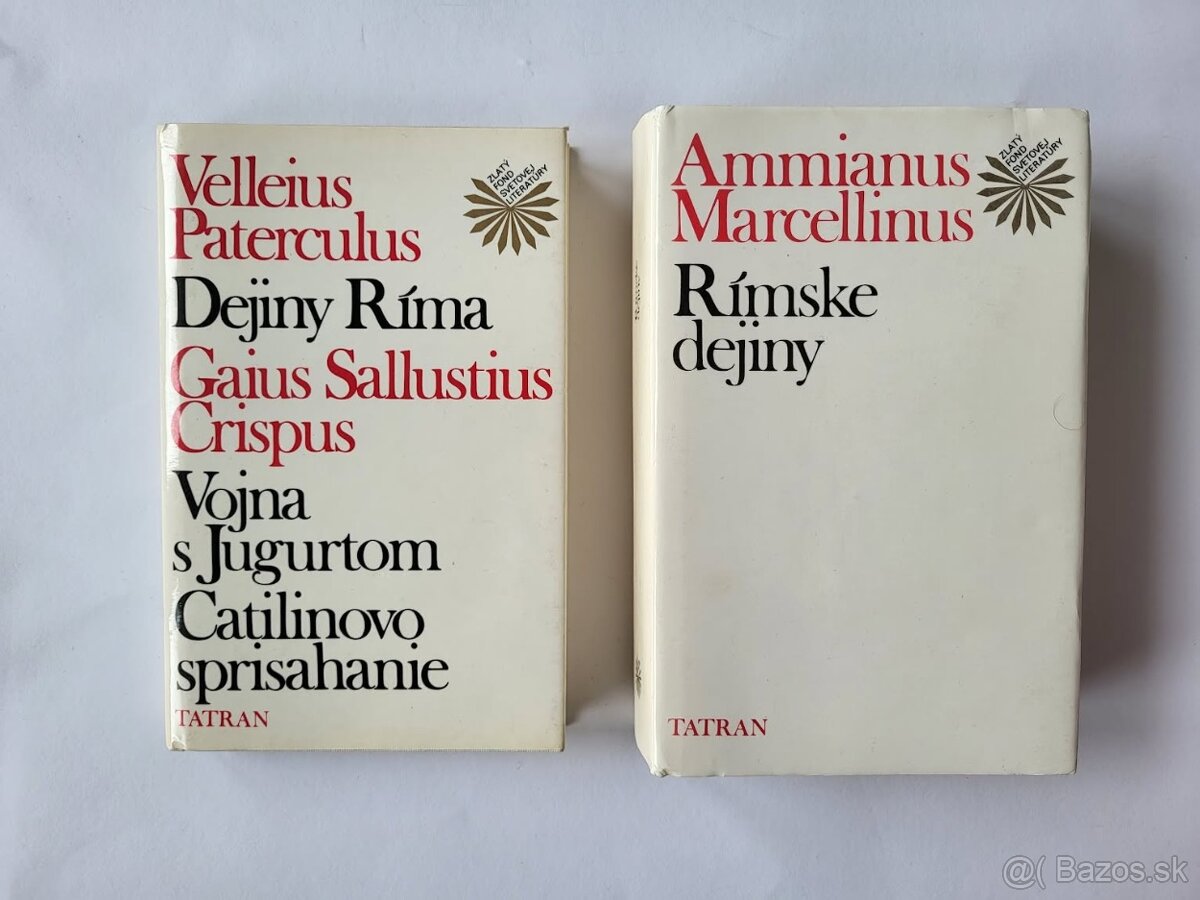 Velleius
Paterculus
Dejiny Ríma
Gaius Sallustius
Crispus
Vojna
s Jugurtom
Catilinovo
sprisahanie
TATRAN
ZLATÝ
FOND
SVETOVEJ
LITERATÚRY
Ammianus
Marcellinus
Rímske
dejiny
TATRAN
ZLATÝ
FOND
SVETOVEJ
LITERATÚRY
@( Bazos.sk